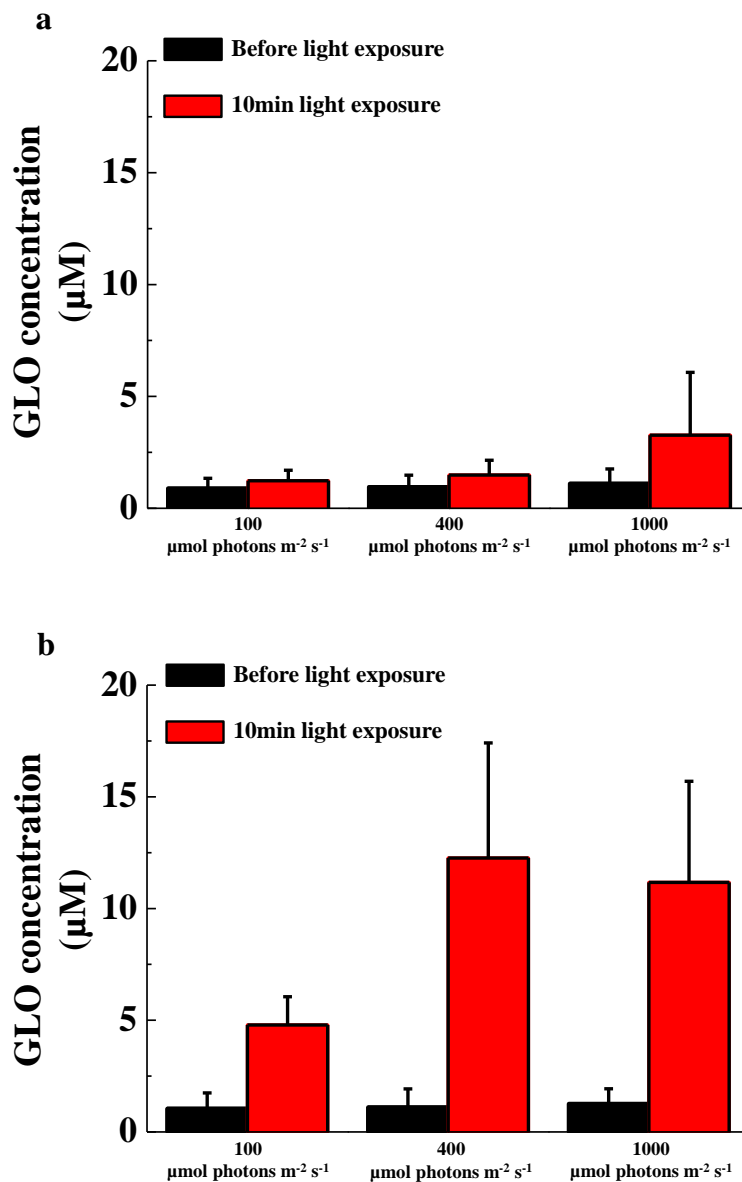 a
Before light exposure
10min light exposure
GLO concentration
(µM)
20
15
10
5
0
100
µmol photons m-2 s-1
400
µmol photons m-2 s-1
1000
µmol photons m-2 s-1
b
Before light exposure
10min light exposure
GLO concentration
(µM)
20
15
10
5
0
100
µmol photons m-2 s-1
400
µmol photons m-2 s-1
1000
µmol photons m-2 s-1